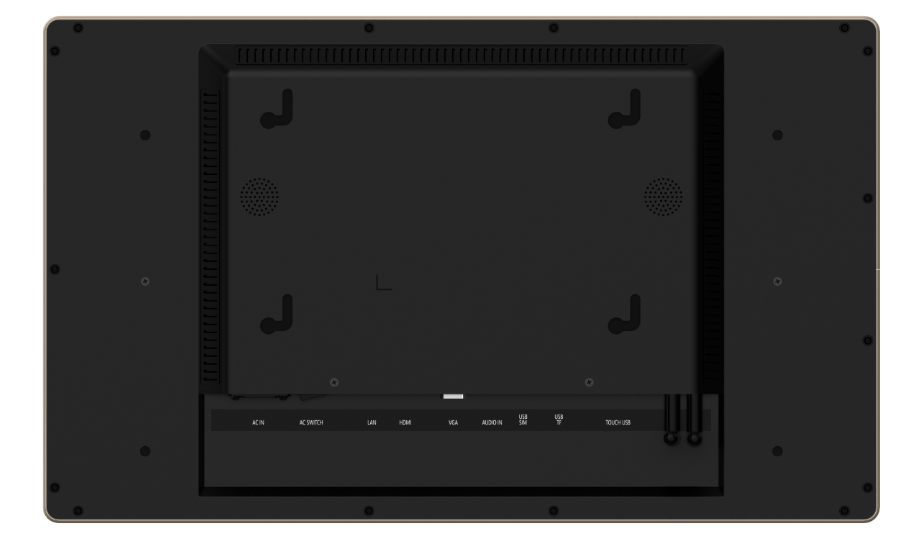 AC IN AC SWITCH LAN HDMI VGA AUDIO IN USB SIM USB TF TOUCH USB